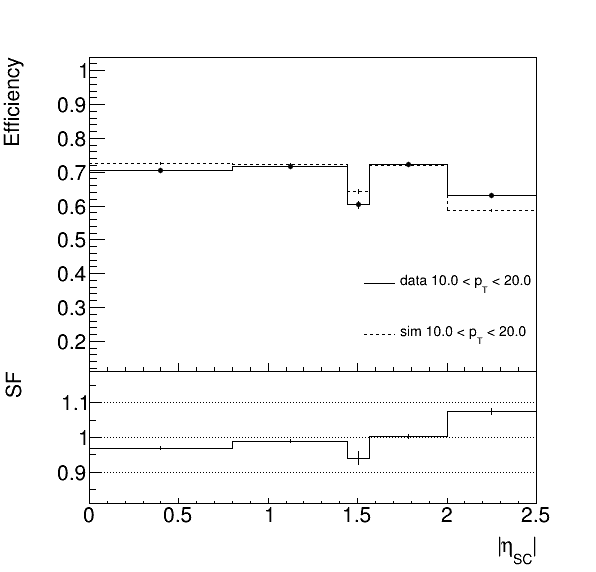 Efficiency
1
0.9
0.8
0.7
0.6
0.5
0.4
0.3
0.2
data 10.0 < p_T < 20.0
sim 10.0 < p_T < 20.0
SF
1.1
1
0.9
0 0.5 1 1.5 2 2.5
|η_SC|